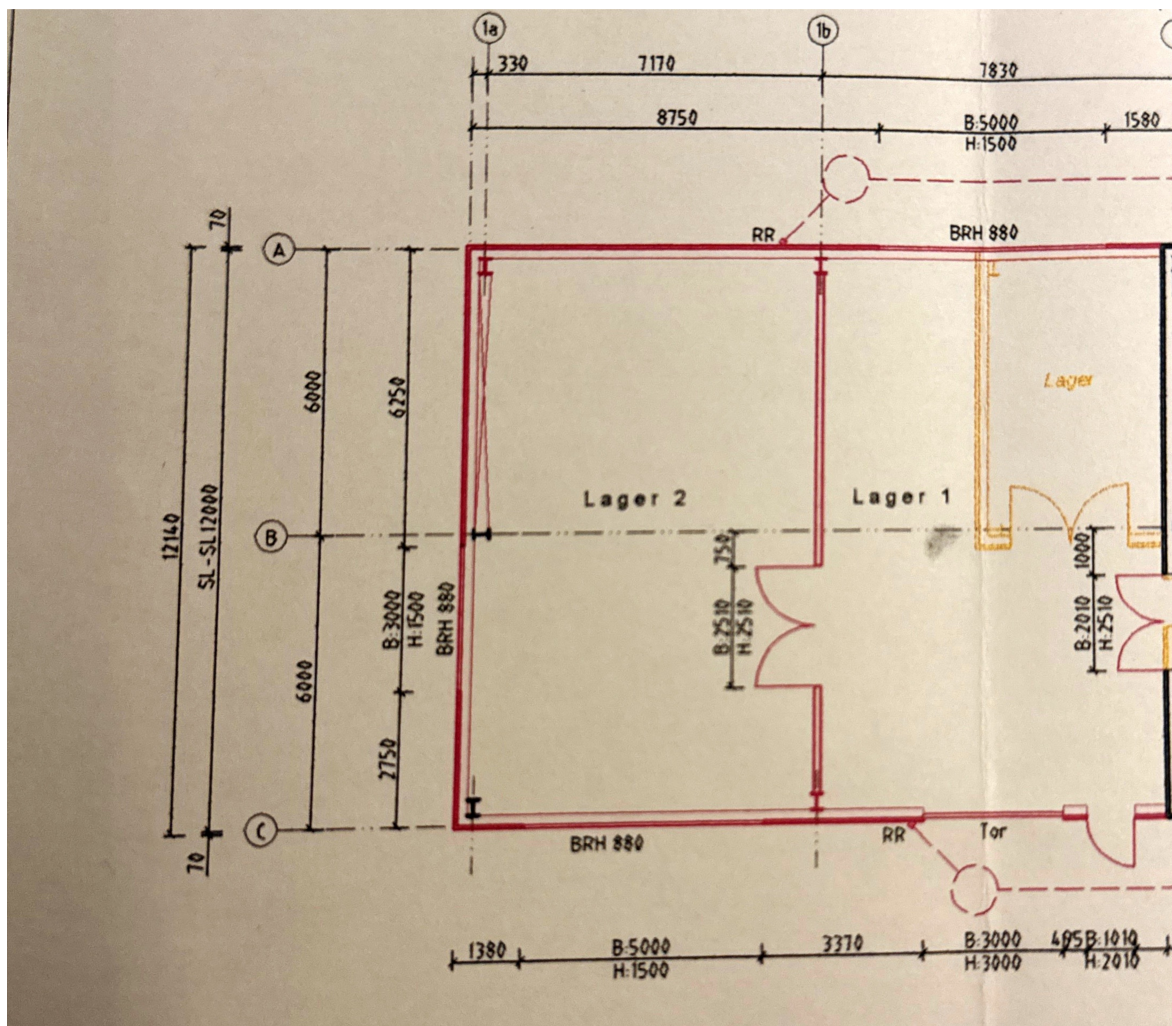 1a
1b
330
7170
7830
8750
B:5000
H:1500
1580
70
A
RR
BRH 880
12140
SL-SL12000
6000
6250
Lager
Lager 2
Lager 1
B
750
1000
B:3000
H:1500
BRH 880
B:2510
H:2510
B:2010
H:2510
6000
2750
C
70
BRH 880
RR
Tor
1380
B:5000
H:1500
3370
B:3000
H:3000
495
B:1010
H:2010